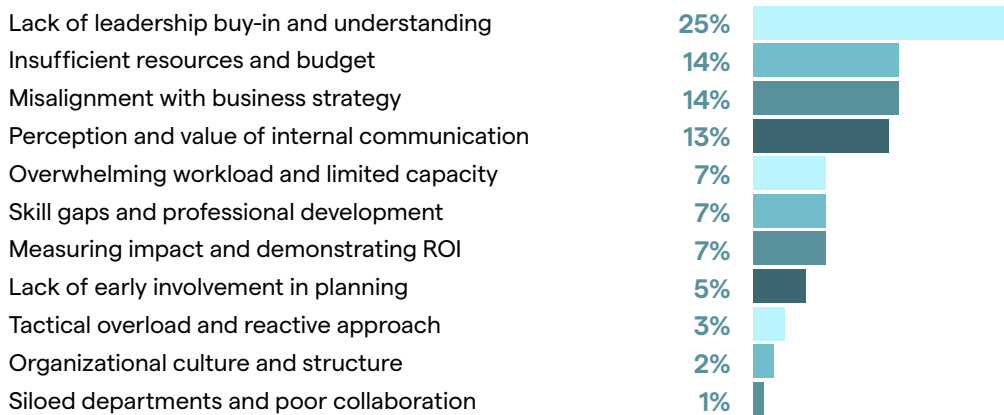 Lack of leadership buy-in and understanding 25%
Insufficient resources and budget 14%
Misalignment with business strategy 14%
Perception and value of internal communication 13%
Overwhelming workload and limited capacity 7%
Skill gaps and professional development 7%
Measuring impact and demonstrating ROI 7%
Lack of early involvement in planning 5%
Tactical overload and reactive approach 3%
Organizational culture and structure 2%
Siloed departments and poor collaboration 1%